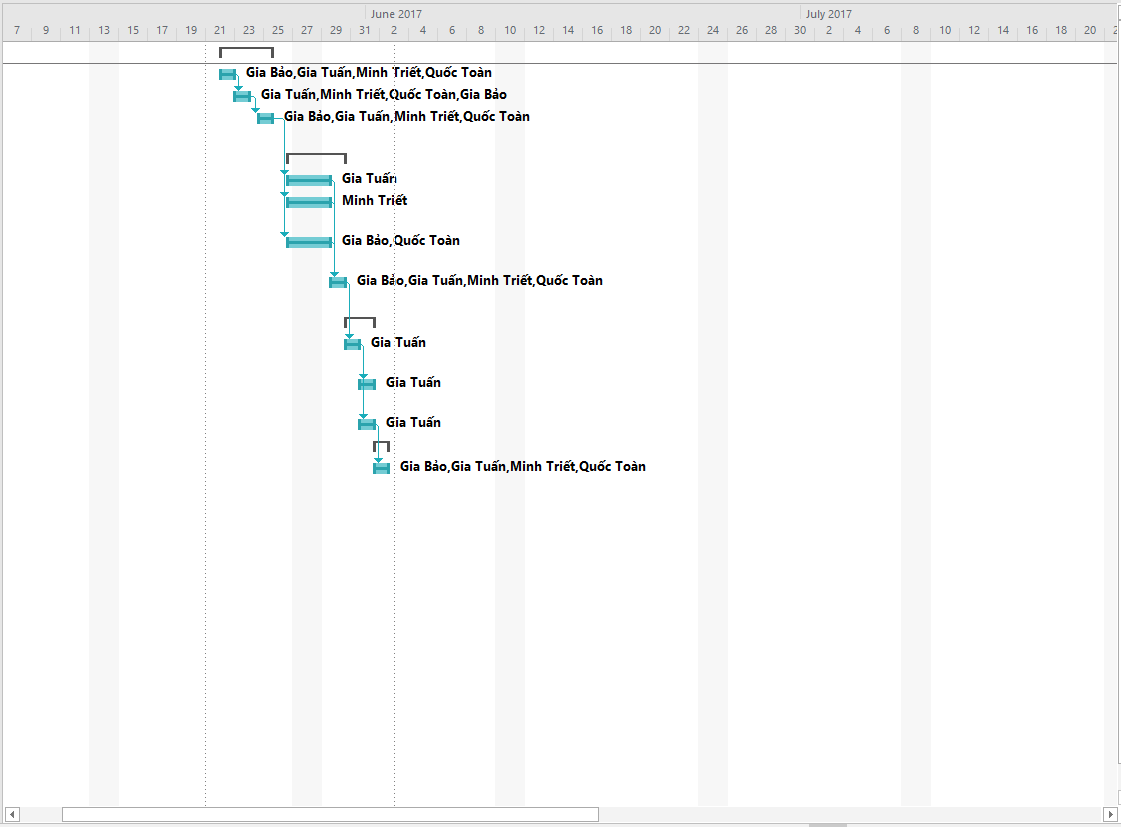 June 2017 July 2017
7 9 11 13 15 17 19 21 23 25 27 29 31 2 4 6 8 10 12 14 16 18 20 22 24 26 28 30 2 4 6 8 10 12 14 16 18 20
Gia Bảo,Gia Tuấn,Minh Triết,Quốc Toàn
Gia Tuấn,Minh Triết,Quốc Toàn,Gia Bảo
Gia Bảo,Gia Tuấn,Minh Triết,Quốc Toàn
Gia Tuấn
Minh Triết
Gia Bảo,Quốc Toàn
Gia Bảo,Gia Tuấn,Minh Triết,Quốc Toàn
Gia Tuấn
Gia Tuấn
Gia Tuấn
Gia Bảo,Gia Tuấn,Minh Triết,Quốc Toàn